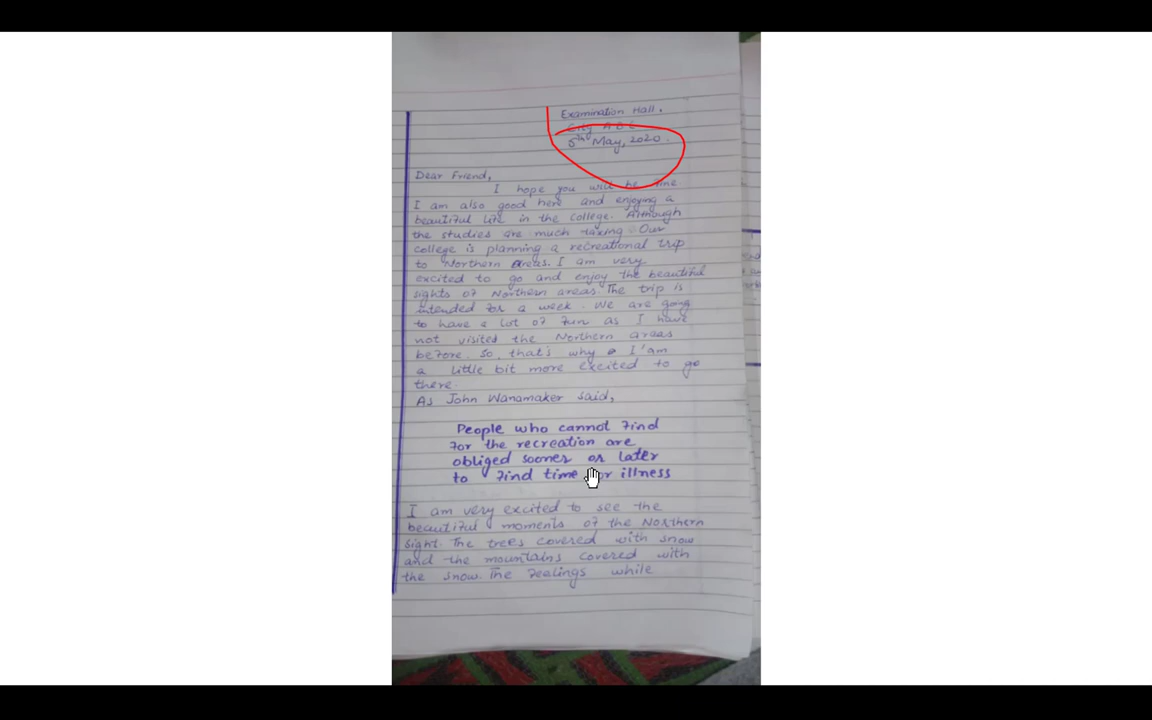 Examination Hall.
City A B C
5th May, 2020.
Dear Friend,
I hope you will be fine
I am also good here and enjoying a
beautiful life in the college. Although
the studies are much taxing. Our
college is planning a recreational trip
to Northern Areas. I am very
excited to go and enjoy the beautiful
sights of Northern areas. The trip is
intended for a week. We are going
to have a lot of fun as I have
not visited the Northern areas
before. So, that's why I'am
a little bit more excited to go
there.
As John Wanamaker said,
People who cannot find
for the recreation are
obliged sooner or later
to find time for illness
I am very excited to see the
beautiful moments of the Northern
sight. The trees covered with snow
and the mountains covered with
the snow. The feelings while